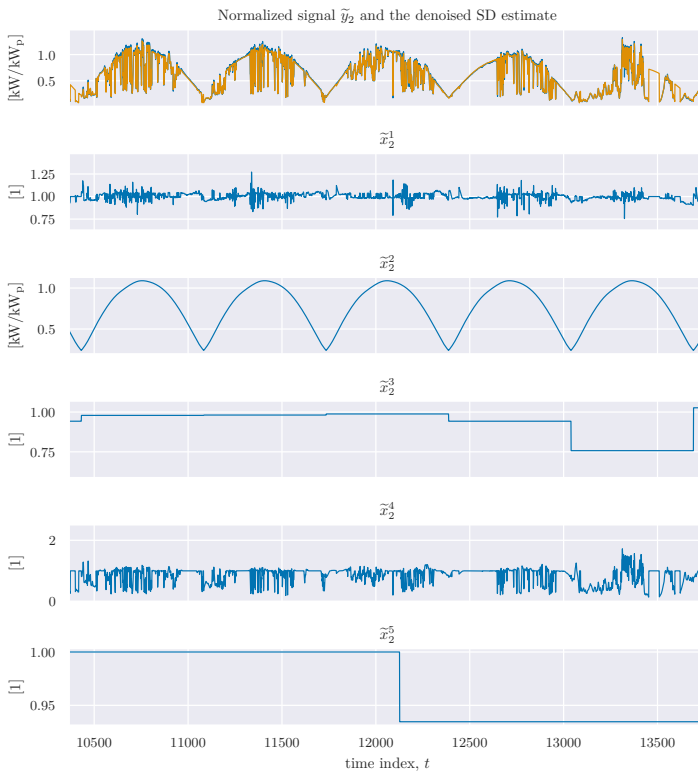 Normalized signal ỹ₂ and the denoised SD estimate
[kW/kWₚ]
1.0
0.5
x̃₂¹
[1]
1.25
1.00
0.75
x̃₂²
[kW/kWₚ]
1.0
0.5
x̃₂³
[1]
1.00
0.75
x̃₂⁴
[1]
2
0
x̃₂⁵
[1]
1.00
0.95
10500 11000 11500 12000 12500 13000 13500
time index, t